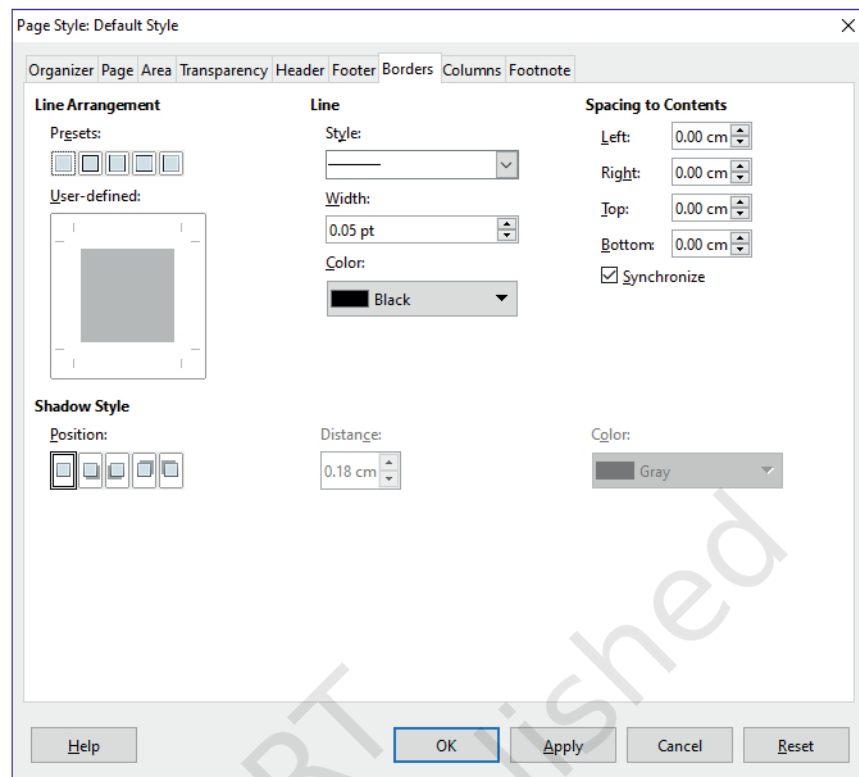 Page Style: Default Style
Organizer Page Area Transparency Header Footer Borders Columns Footnote
Line Arrangement Line Spacing to Contents
Presets: Style: Left: 0.00 cm
Right: 0.00 cm
User-defined: Width: Top: 0.00 cm
0.05 pt Bottom: 0.00 cm
Color: Synchronize
Black
Shadow Style
Position: Distance: Color:
0.18 cm Gray
Help OK Apply Cancel Reset